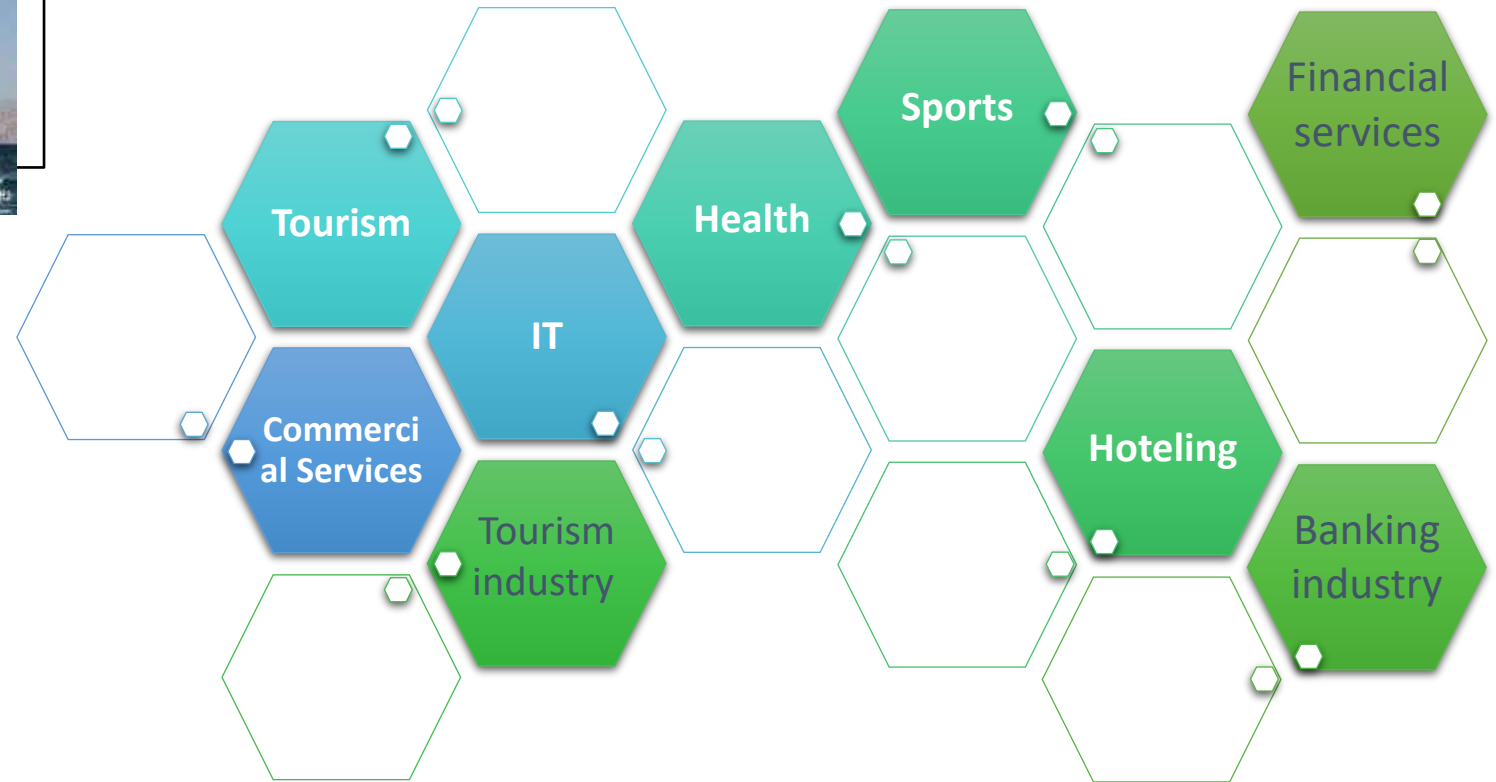 Sports
Financial
services
Tourism
Health
IT
Commerci
al Services
Hoteling
Tourism
industry
Banking
industry